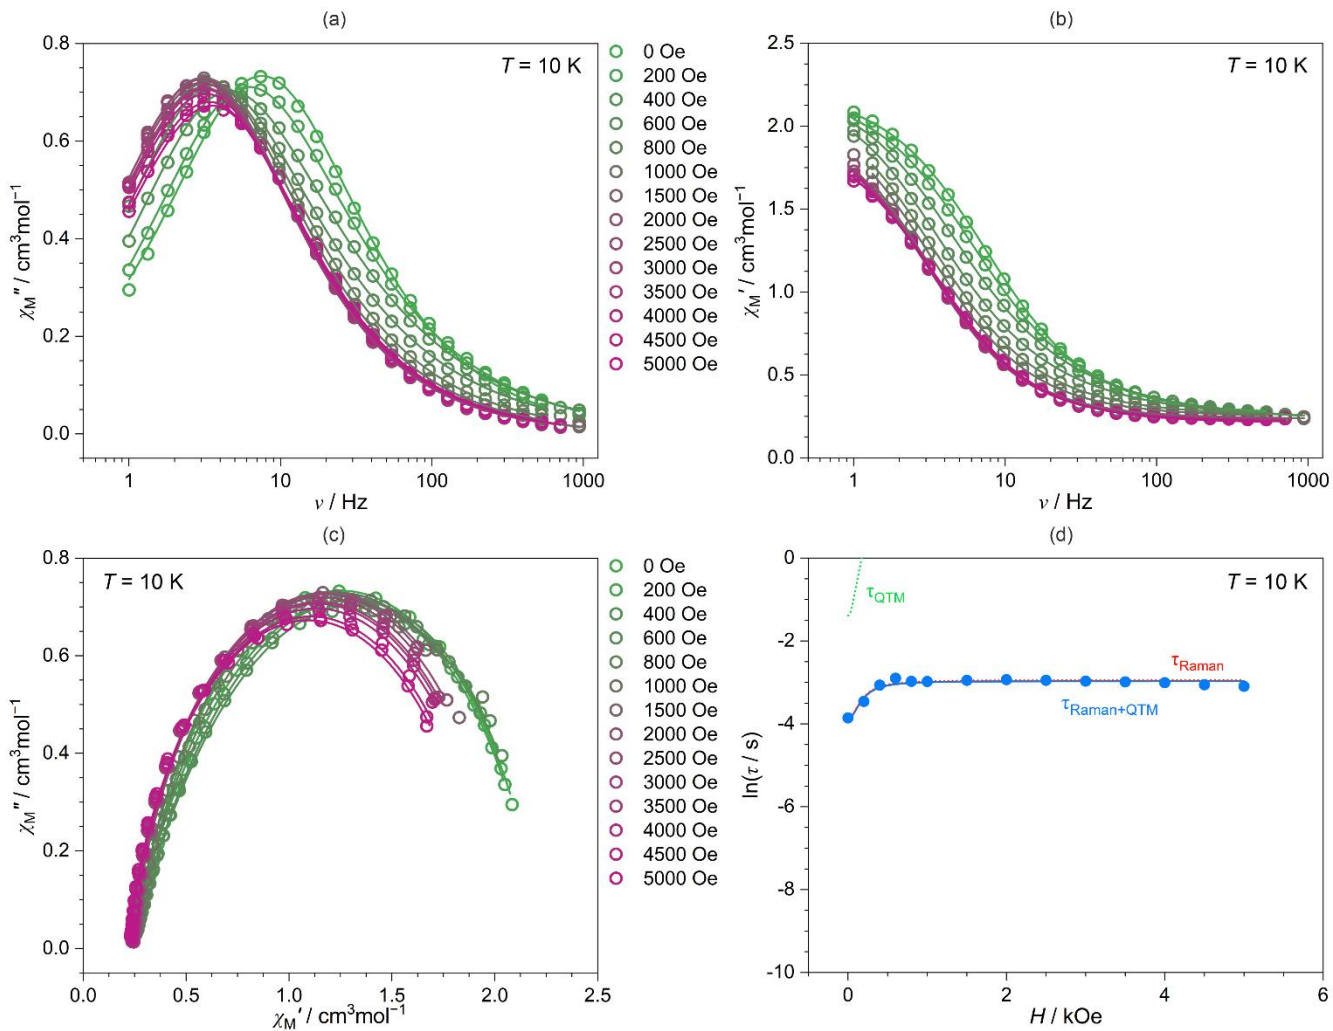 (a)
(b)
0.8
0.6
0.4
0.2
0.0
χM″ / cm³mol⁻¹
T = 10 K
1
10
100
1000
ν / Hz
0 Oe
200 Oe
400 Oe
600 Oe
800 Oe
1000 Oe
1500 Oe
2000 Oe
2500 Oe
3000 Oe
3500 Oe
4000 Oe
4500 Oe
5000 Oe
2.5
2.0
1.5
1.0
0.5
0.0
χM′ / cm³mol⁻¹
T = 10 K
1
10
100
1000
ν / Hz
(c)
(d)
0.8
0.6
0.4
0.2
0.0
χM″ / cm³mol⁻¹
T = 10 K
0.5
1.0
1.5
2.0
2.5
χM′ / cm³mol⁻¹
0 Oe
200 Oe
400 Oe
600 Oe
800 Oe
1000 Oe
1500 Oe
2000 Oe
2500 Oe
3000 Oe
3500 Oe
4000 Oe
4500 Oe
5000 Oe
0
-2
-4
-6
-8
-10
ln(τ / s)
T = 10 K
τQTM
τRaman
τRaman+QTM
0
2
4
6
H / kOe